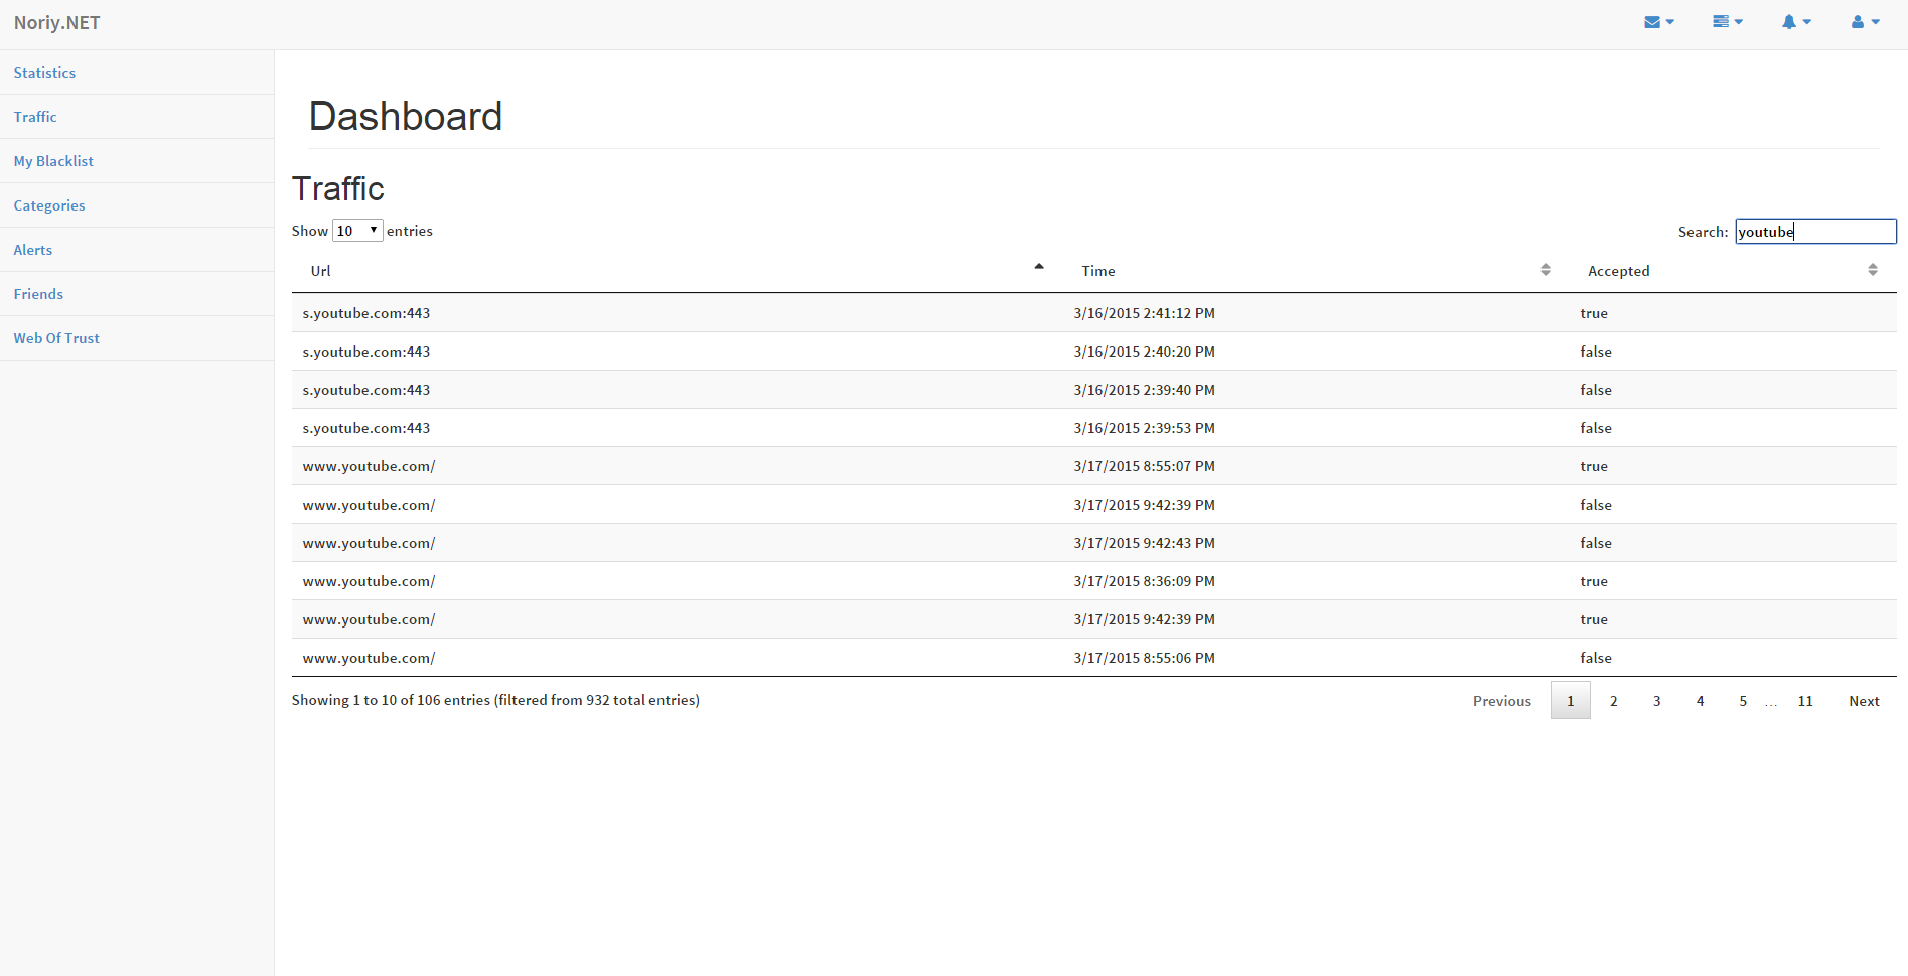 Noriy.NET
Statistics
Traffic
My Blacklist
Categories
Alerts
Friends
Web Of Trust
Dashboard
Traffic
Show 10 entries
Search: youtube
Url Time Accepted
s.youtube.com:443 3/16/2015 2:41:12 PM true
s.youtube.com:443 3/16/2015 2:40:20 PM false
s.youtube.com:443 3/16/2015 2:39:40 PM false
s.youtube.com:443 3/16/2015 2:39:53 PM false
www.youtube.com/ 3/17/2015 8:55:07 PM true
www.youtube.com/ 3/17/2015 9:42:39 PM false
www.youtube.com/ 3/17/2015 9:42:43 PM false
www.youtube.com/ 3/17/2015 8:36:09 PM true
www.youtube.com/ 3/17/2015 9:42:39 PM true
www.youtube.com/ 3/17/2015 8:55:06 PM false
Showing 1 to 10 of 106 entries (filtered from 932 total entries)
Previous 1 2 3 4 5 … 11 Next